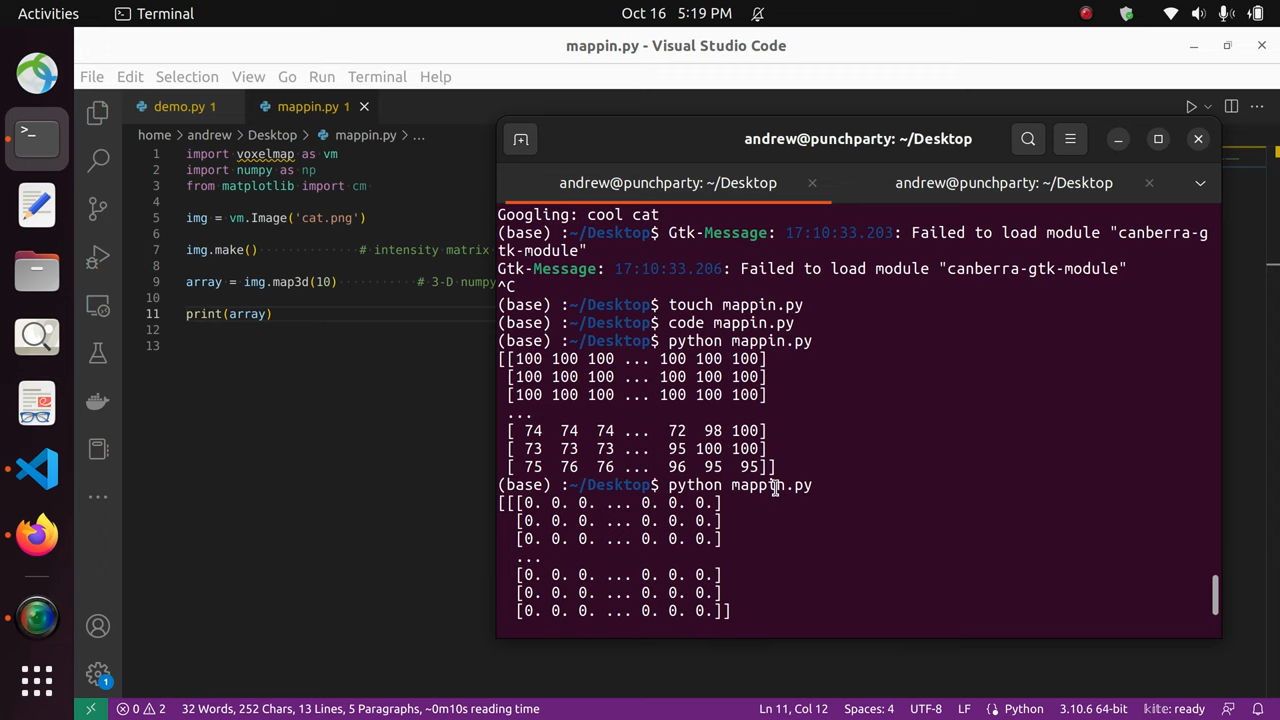 Activities Terminal Oct 16 5:19 PM
mappin.py - Visual Studio Code
File Edit Selection View Go Run Terminal Help
demo.py 1 mappin.py 1
home > andrew > Desktop > mappin.py > ...
1 import voxelmap as vm
2 import numpy as np
3 from matplotlib import cm
4
5 img = vm.Image('cat.png')
6
7 img.make() # intensity matrix
8
9 array = img.map3d(10) # 3-D numpy
10
11 print(array)
12
13
andrew@punchparty: ~/Desktop
andrew@punchparty: ~/Desktop andrew@punchparty: ~/Desktop
Googling: cool cat
(base) :~/Desktop$ Gtk-Message: 17:10:33.203: Failed to load module "canberra-g
tk-module"
Gtk-Message: 17:10:33.206: Failed to load module "canberra-gtk-module"
^C
(base) :~/Desktop$ touch mappin.py
(base) :~/Desktop$ code mappin.py
(base) :~/Desktop$ python mappin.py
[[100 100 100 ... 100 100 100]
[100 100 100 ... 100 100 100]
[100 100 100 ... 100 100 100]
...
[ 74 74 74 ... 72 98 100]
[ 73 73 73 ... 95 100 100]
[ 75 76 76 ... 96 95 95]]
(base) :~/Desktop$ python mappin.py
[[[0. 0. 0. ... 0. 0. 0.]
[0. 0. 0. ... 0. 0. 0.]
[0. 0. 0. ... 0. 0. 0.]
...
[0. 0. 0. ... 0. 0. 0.]
[0. 0. 0. ... 0. 0. 0.]
[0. 0. 0. ... 0. 0. 0.]]
1
0 2 32 Words, 252 Chars, 13 Lines, 5 Paragraphs, ~0m10s reading time Ln 11, Col 12 Spaces: 4 UTF-8 LF Python 3.10.6 64-bit kite: ready